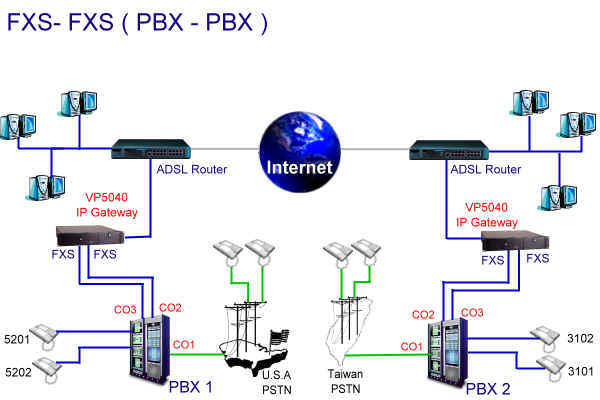 FXS- FXS ( PBX - PBX )
Internet
ADSL Router
ADSL Router
VP5040
IP Gateway
VP5040
IP Gateway
FXS FXS
FXS FXS
CO3 CO2
CO2 CO3
5201
CO1
CO1
3102
5202
PBX 1
U.S.A
PSTN
Taiwan
PSTN
PBX 2
3101